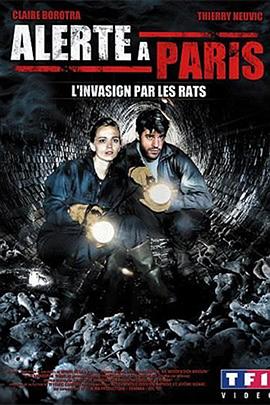 CLAIRE BOROTRA THIERRY NEUVIC
ALERTE À
PARIS
L'INVASION PAR LES RATS
TF1
VIDEO